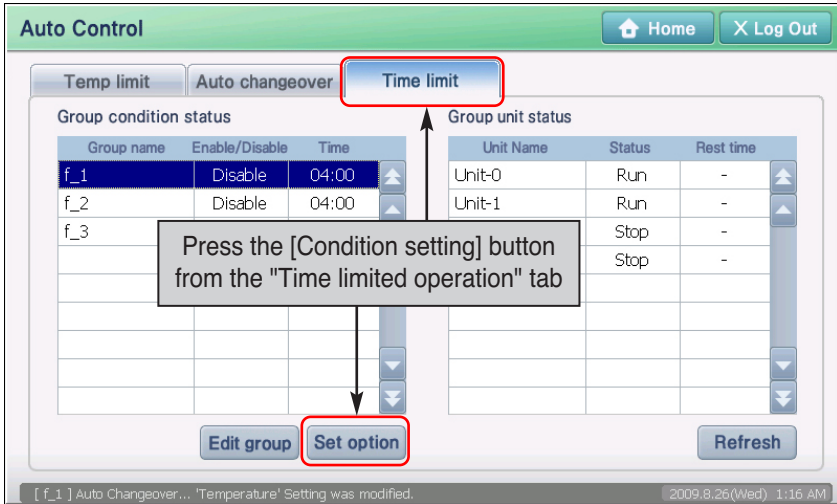 Auto Control
Home
X Log Out
Temp limit
Auto changeover
Time limit
Group condition status
Group unit status
Group name Enable/Disable Time
Unit Name Status Rest time
f_1 Disable 04:00
Unit-0 Run -
f_2 Disable 04:00
Unit-1 Run -
f_3
Stop -
Stop -
Press the [Condition setting] button
from the "Time limited operation" tab
Edit group
Set option
Refresh
[ f_1 ] Auto Changeover... 'Temperature' Setting was modified.
2009.8.26(Wed) 1:16 AM